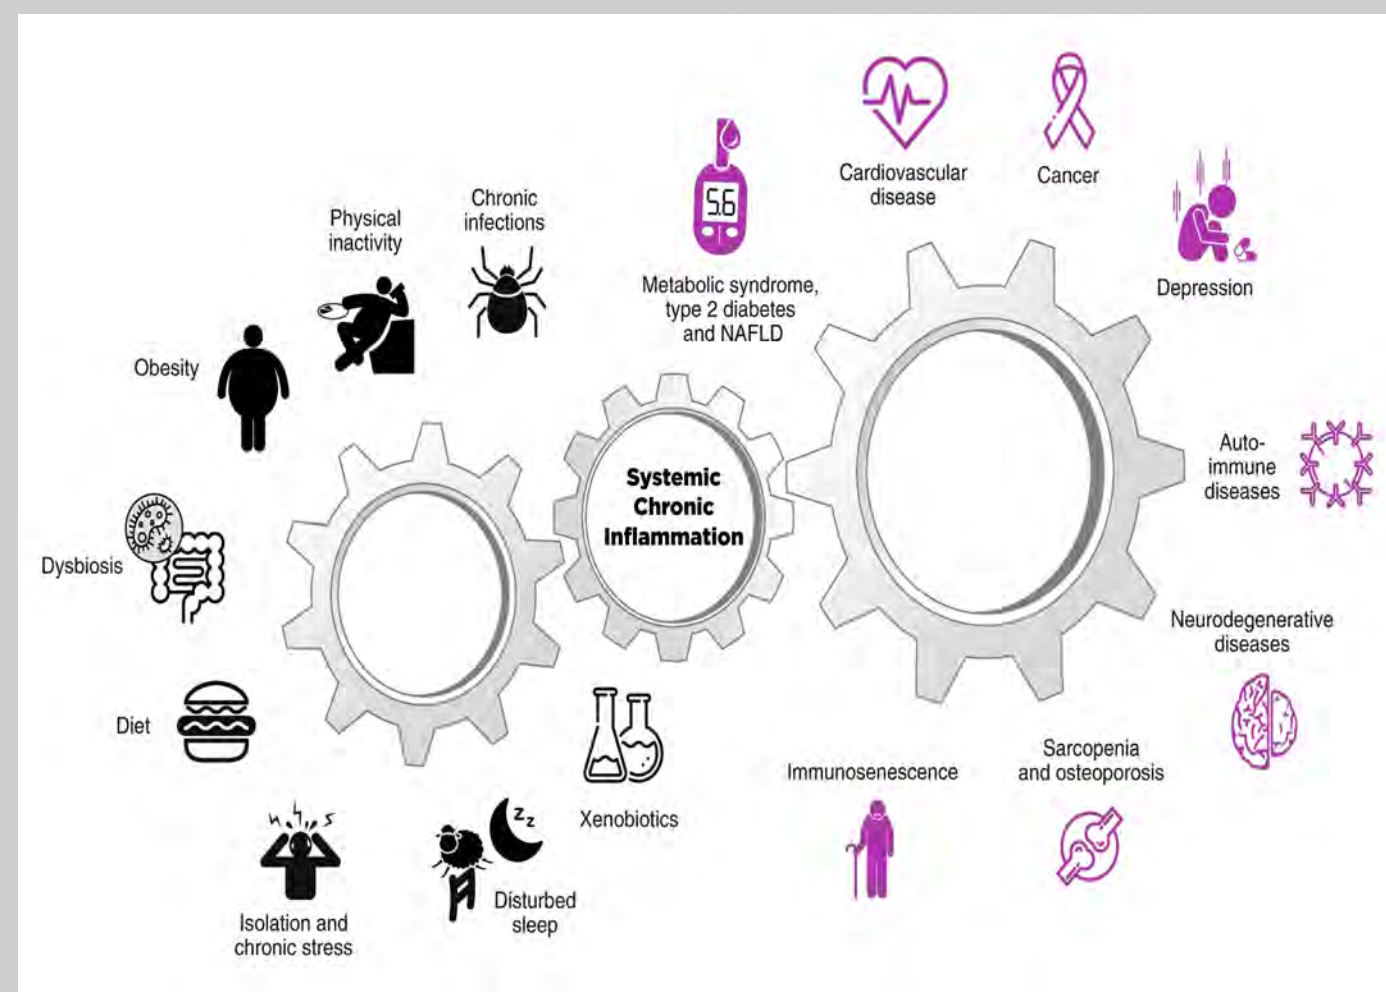 Chronic
infections
Physical
inactivity
Obesity
Dysbiosis
Diet
Isolation and
chronic stress
zz
Disturbed
sleep
Xenobiotics
Systemic
Chronic
Inflammation
5.6
Metabolic syndrome,
type 2 diabetes
and NAFLD
Cardiovascular
disease
Cancer
Depression
Auto-
immune
diseases
Neurodegenerative
diseases
Sarcopenia
and osteoporosis
Immunosenescence